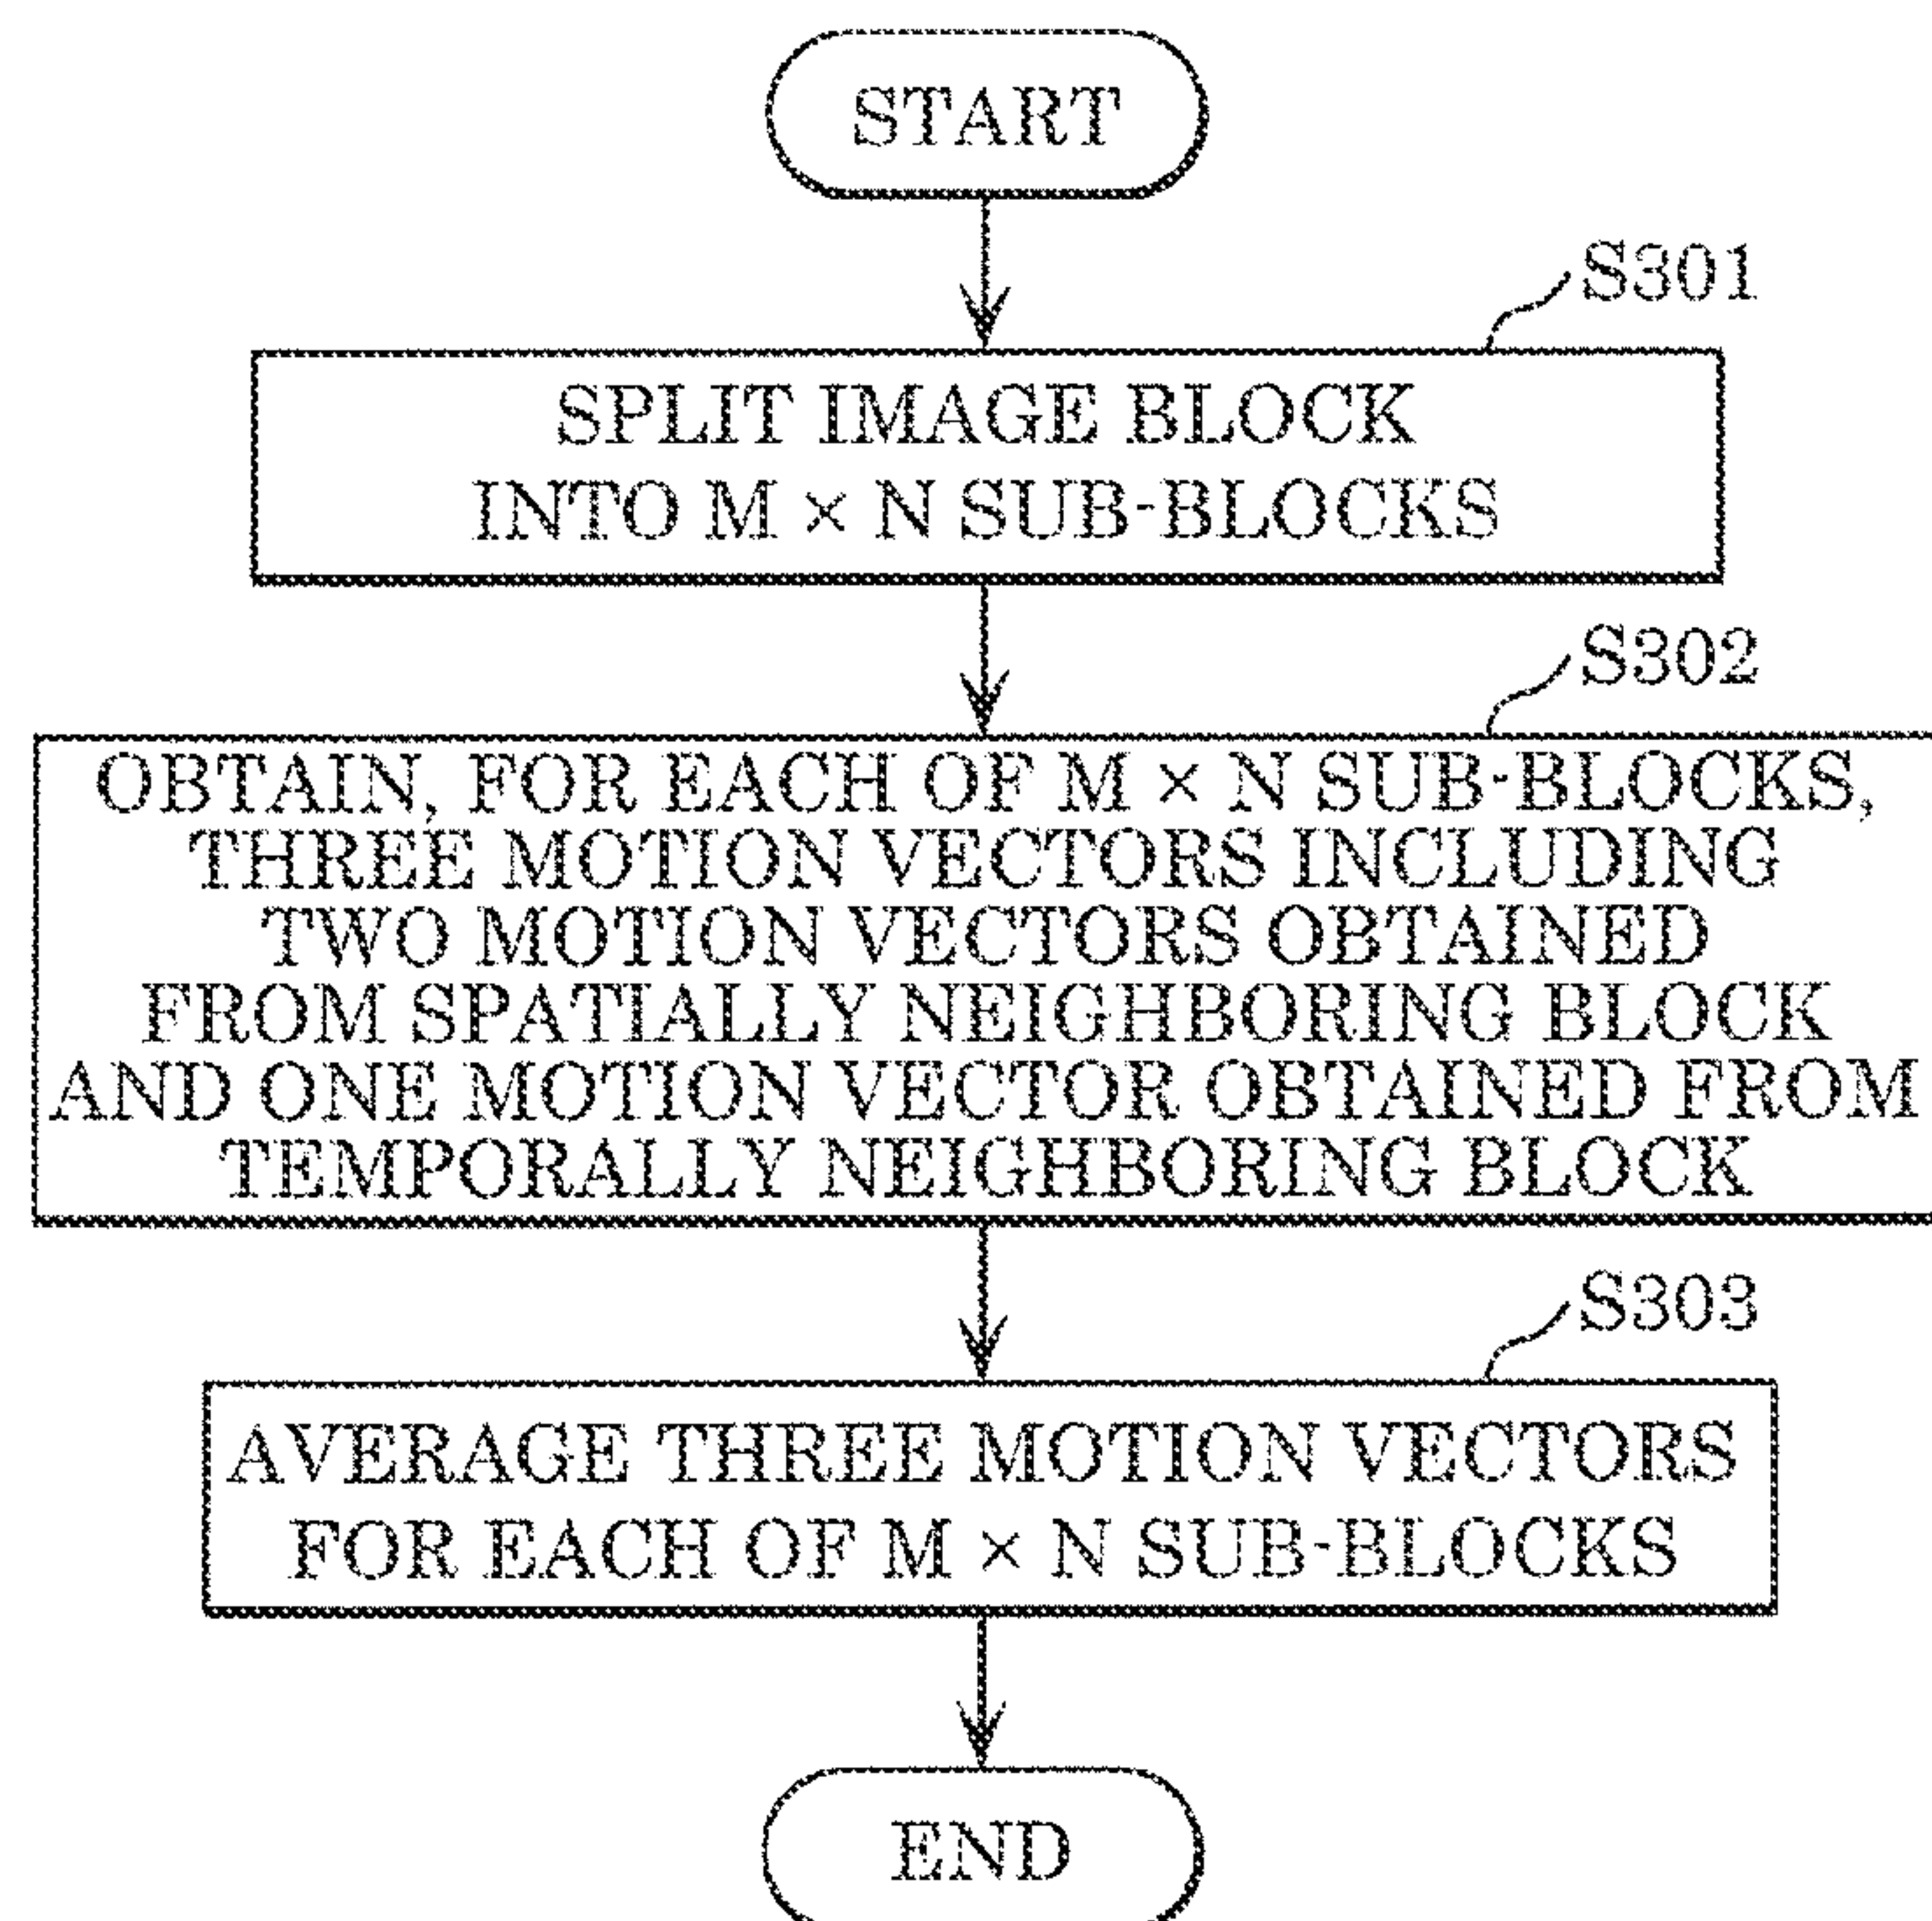 START
S301
SPLIT IMAGE BLOCK
INTO M × N SUB-BLOCKS
S302
OBTAIN, FOR EACH OF M × N SUB-BLOCKS,
THREE MOTION VECTORS INCLUDING
TWO MOTION VECTORS OBTAINED
FROM SPATIALLY NEIGHBORING BLOCK
AND ONE MOTION VECTOR OBTAINED FROM
TEMPORALLY NEIGHBORING BLOCK
S303
AVERAGE THREE MOTION VECTORS
FOR EACH OF M × N SUB-BLOCKS
END